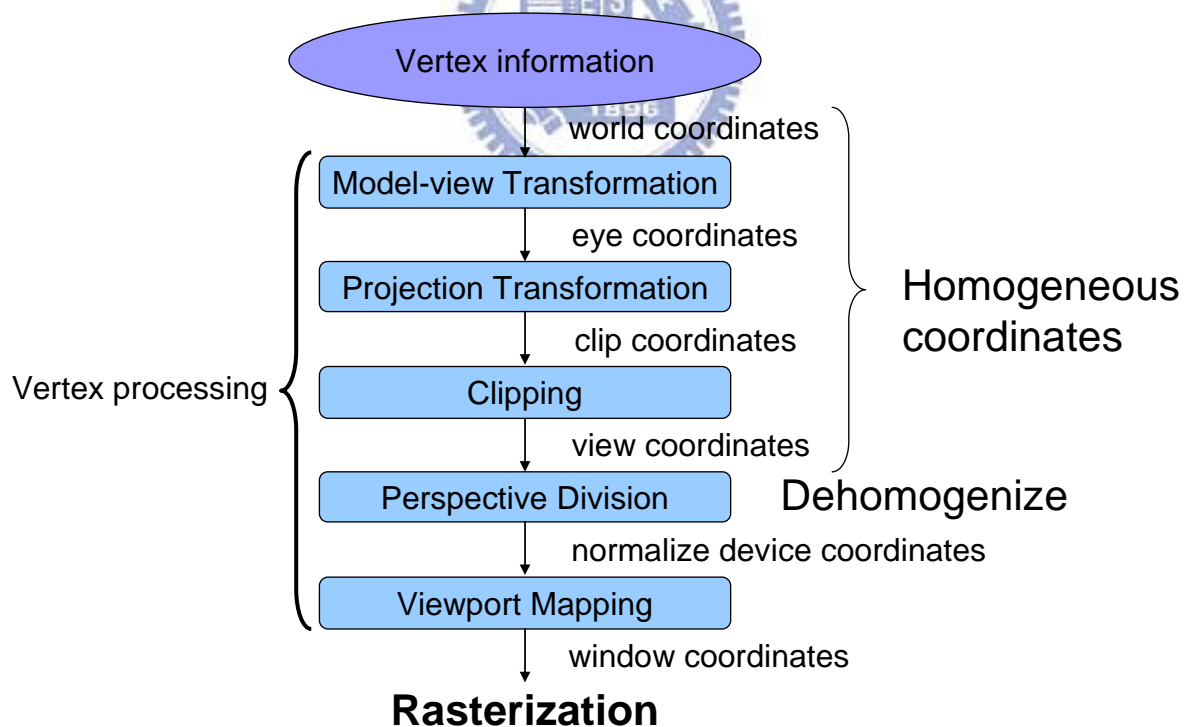 Vertex information
1896
world coordinates
Model-view Transformation
eye coordinates
Projection Transformation
Homogeneous
coordinates
clip coordinates
Vertex processing
Clipping
view coordinates
Perspective Division
Dehomogenize
normalize device coordinates
Viewport Mapping
window coordinates
Rasterization